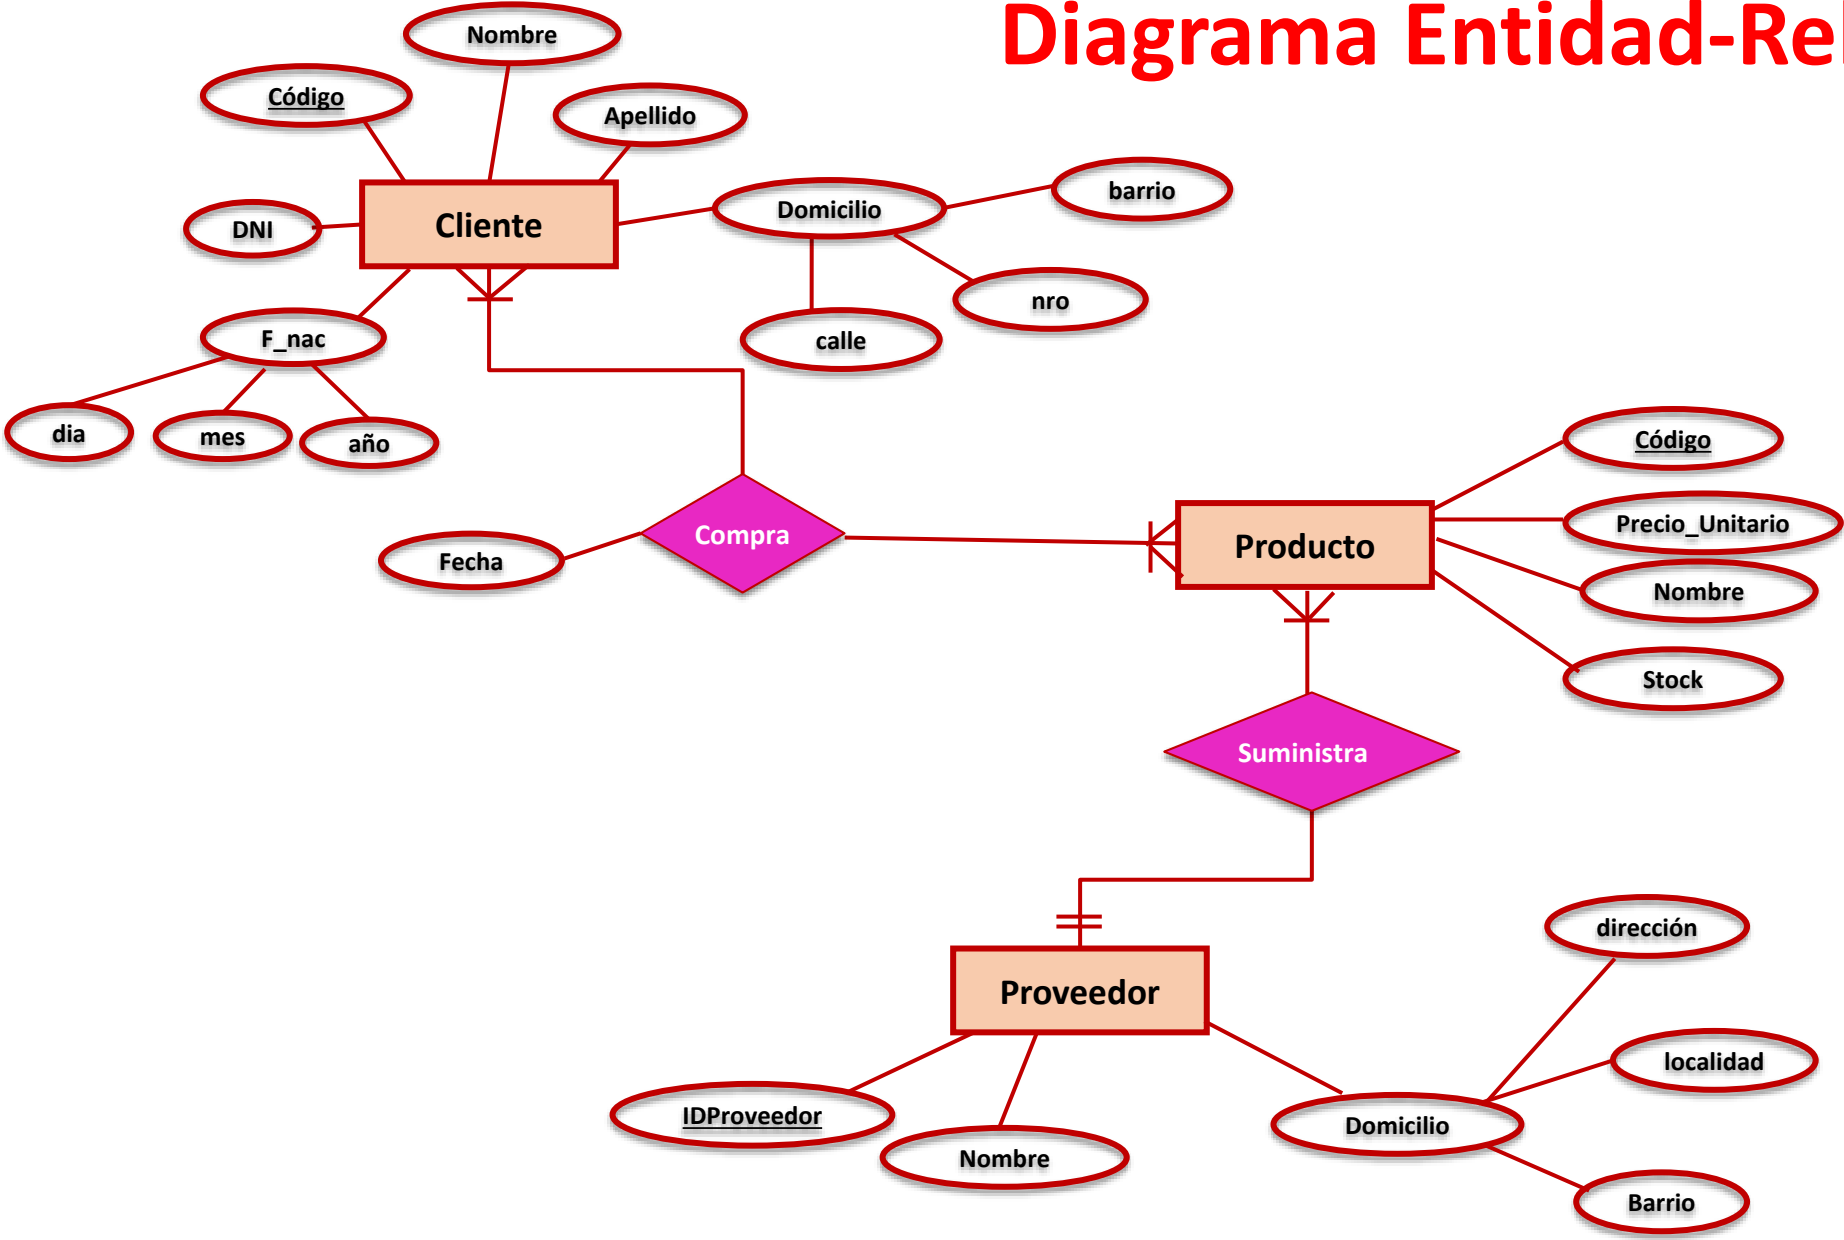 Diagrama Entidad-Re
Nombre
Código
Apellido
barrio
Domicilio
Cliente
DNI
nro
F_nac
calle
dia
mes
año
Código
Precio_Unitario
Compra
Producto
Fecha
Nombre
Stock
Suministra
dirección
Proveedor
localidad
IDProveedor
Domicilio
Nombre
Barrio